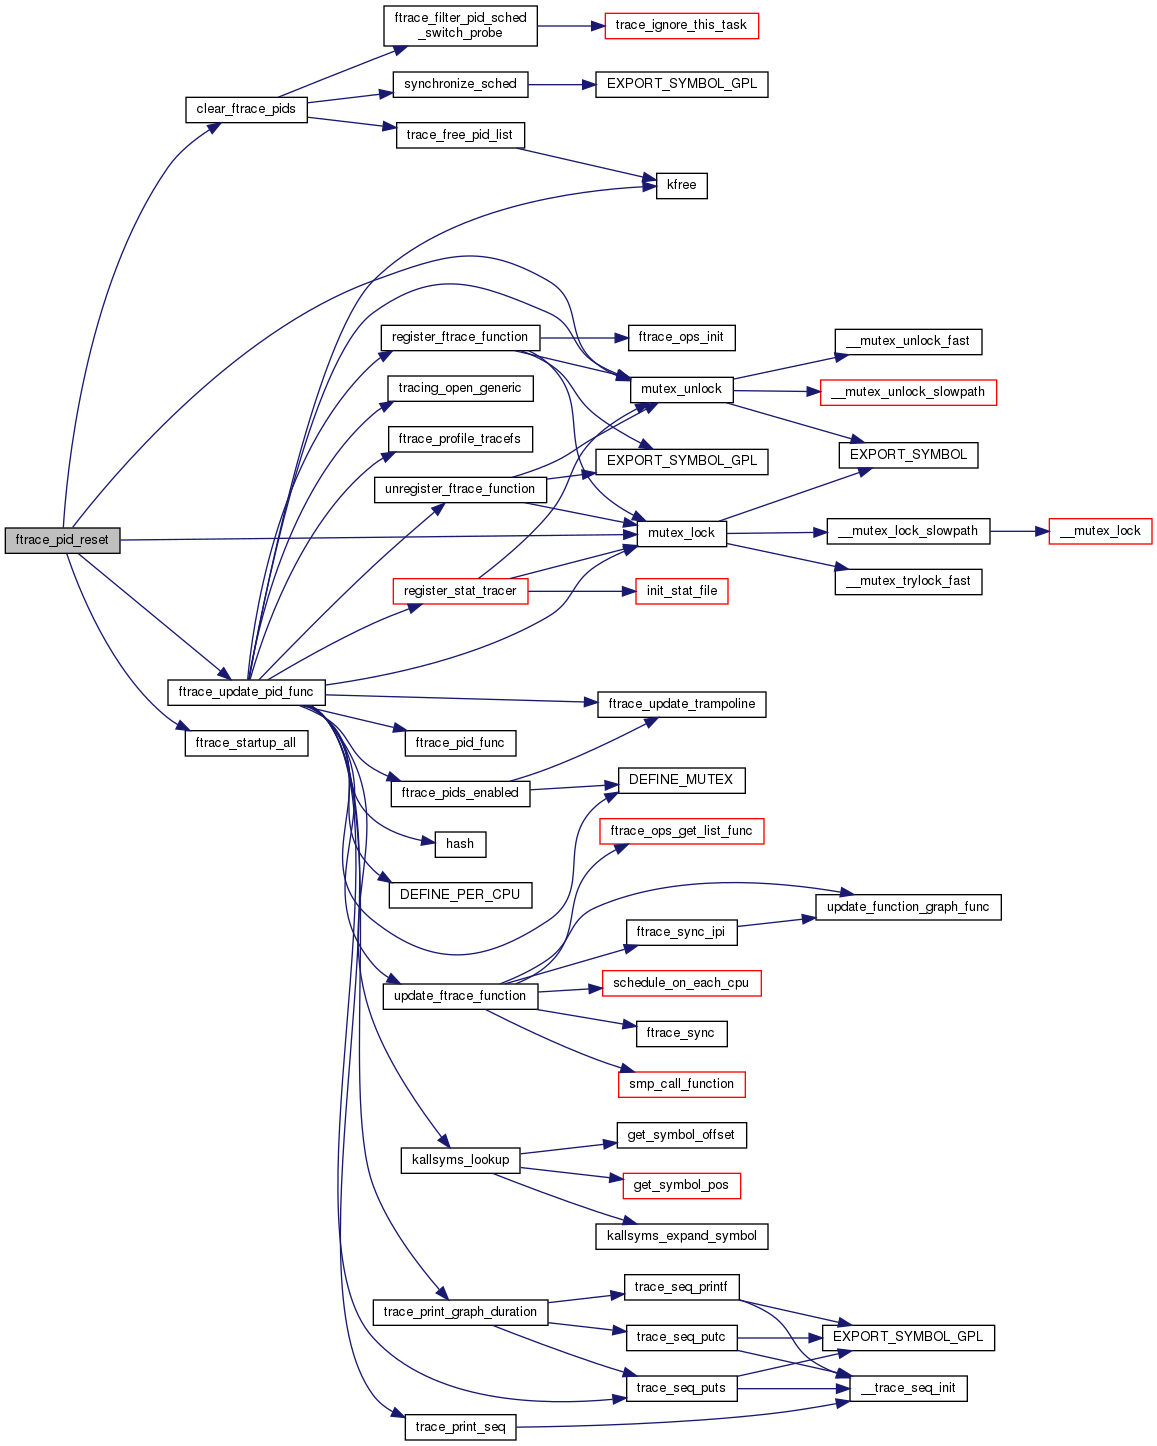 ftrace_filter_pid_sched
_switch_probe
trace_ignore_this_task
synchronize_sched
EXPORT_SYMBOL_GPL
clear_ftrace_pids
trace_free_pid_list
kfree
register_ftrace_function
ftrace_ops_init
__mutex_unlock_fast
tracing_open_generic
mutex_unlock
__mutex_unlock_slowpath
ftrace_profile_tracefs
EXPORT_SYMBOL
EXPORT_SYMBOL_GPL
unregister_ftrace_function
ftrace_pid_reset
mutex_lock
__mutex_lock_slowpath
__mutex_lock
__mutex_trylock_fast
register_stat_tracer
init_stat_file
ftrace_update_pid_func
ftrace_update_trampoline
ftrace_startup_all
ftrace_pid_func
ftrace_pids_enabled
DEFINE_MUTEX
ftrace_ops_get_list_func
hash
DEFINE_PER_CPU
update_function_graph_func
ftrace_sync_ipi
update_ftrace_function
schedule_on_each_cpu
ftrace_sync
smp_call_function
get_symbol_offset
kallsyms_lookup
get_symbol_pos
kallsyms_expand_symbol
trace_seq_printf
trace_print_graph_duration
trace_seq_putc
EXPORT_SYMBOL_GPL
trace_seq_puts
__trace_seq_init
trace_print_seq